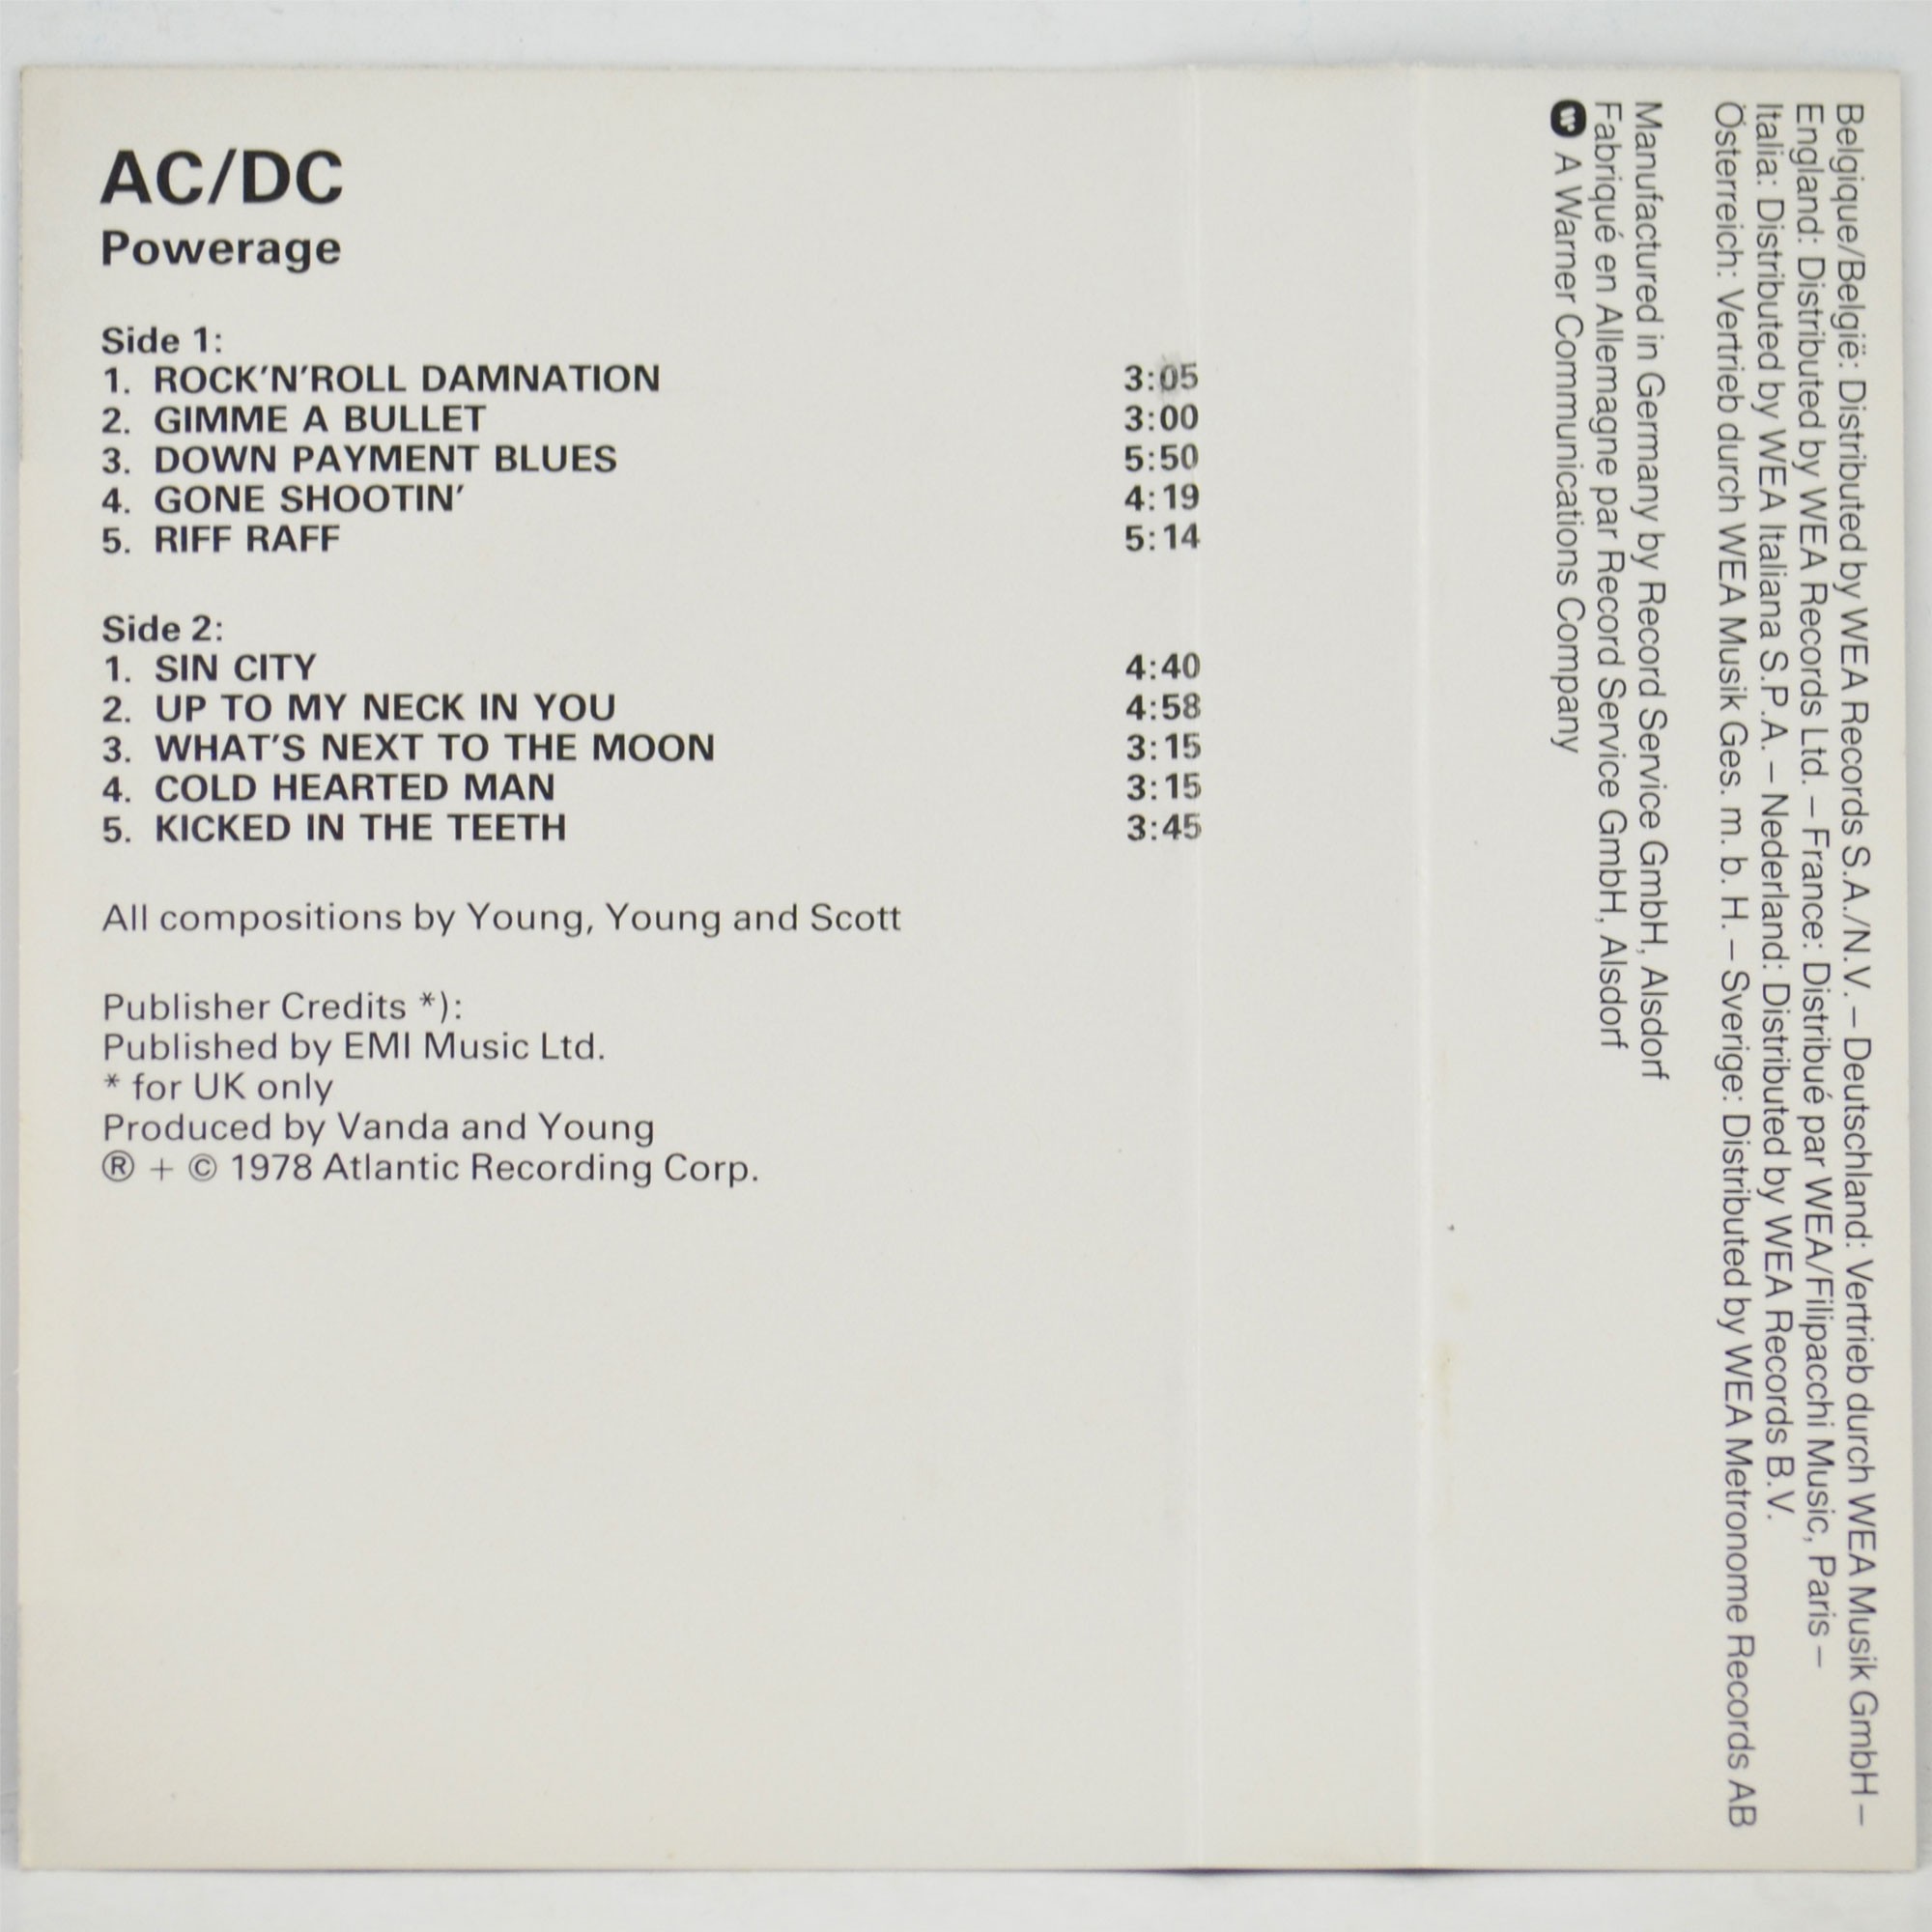 AC/DC
Powerage
Side 1:
1. ROCK'N'ROLL DAMNATION 3:05
2. GIMME A BULLET 3:00
3. DOWN PAYMENT BLUES 5:50
4. GONE SHOOTIN' 4:19
5. RIFF RAFF 5:14
Side 2:
1. SIN CITY 4:40
2. UP TO MY NECK IN YOU 4:58
3. WHAT'S NEXT TO THE MOON 3:15
4. COLD HEARTED MAN 3:15
5. KICKED IN THE TEETH 3:45
All compositions by Young, Young and Scott
Publisher Credits *):
Published by EMI Music Ltd.
* for UK only
Produced by Vanda and Young
® + © 1978 Atlantic Recording Corp.
Belgique/België: Distributed by WEA Records S.A./N.V. – Deutschland: Vertrieb durch WEA Musik GmbH –
England: Distributed by WEA Records Ltd. – France: Distribué par WEA/Filipacchi Music, Paris –
Italia: Distributed by WEA Italiana S.P.A. – Nederland: Distributed by WEA Records B.V.
Österreich: Vertrieb durch WEA Musik Ges. m. b. H. – Sverige: Distributed by WEA Metronome Records AB
Manufactured in Germany by Record Service GmbH, Alsdorf
Fabriqué en Allemagne par Record Service GmbH, Alsdorf
W A Warner Communications Company